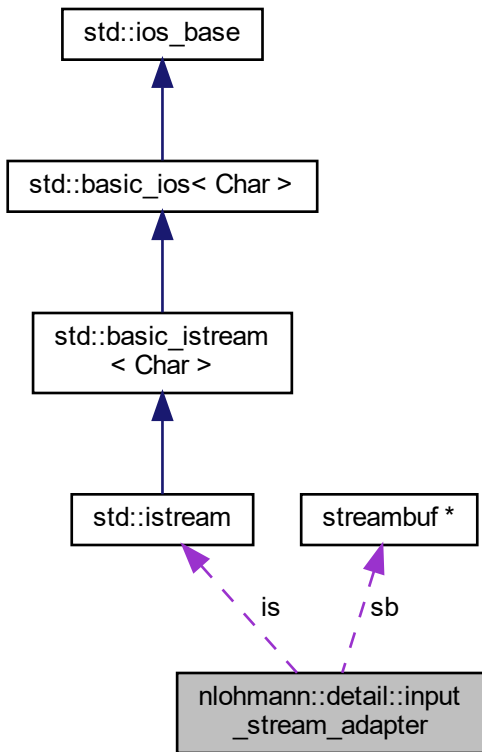 std::ios_base
std::basic_ios< Char >
std::basic_istream
< Char >
std::istream
streambuf *
is
sb
nlohmann::detail::input
_stream_adapter